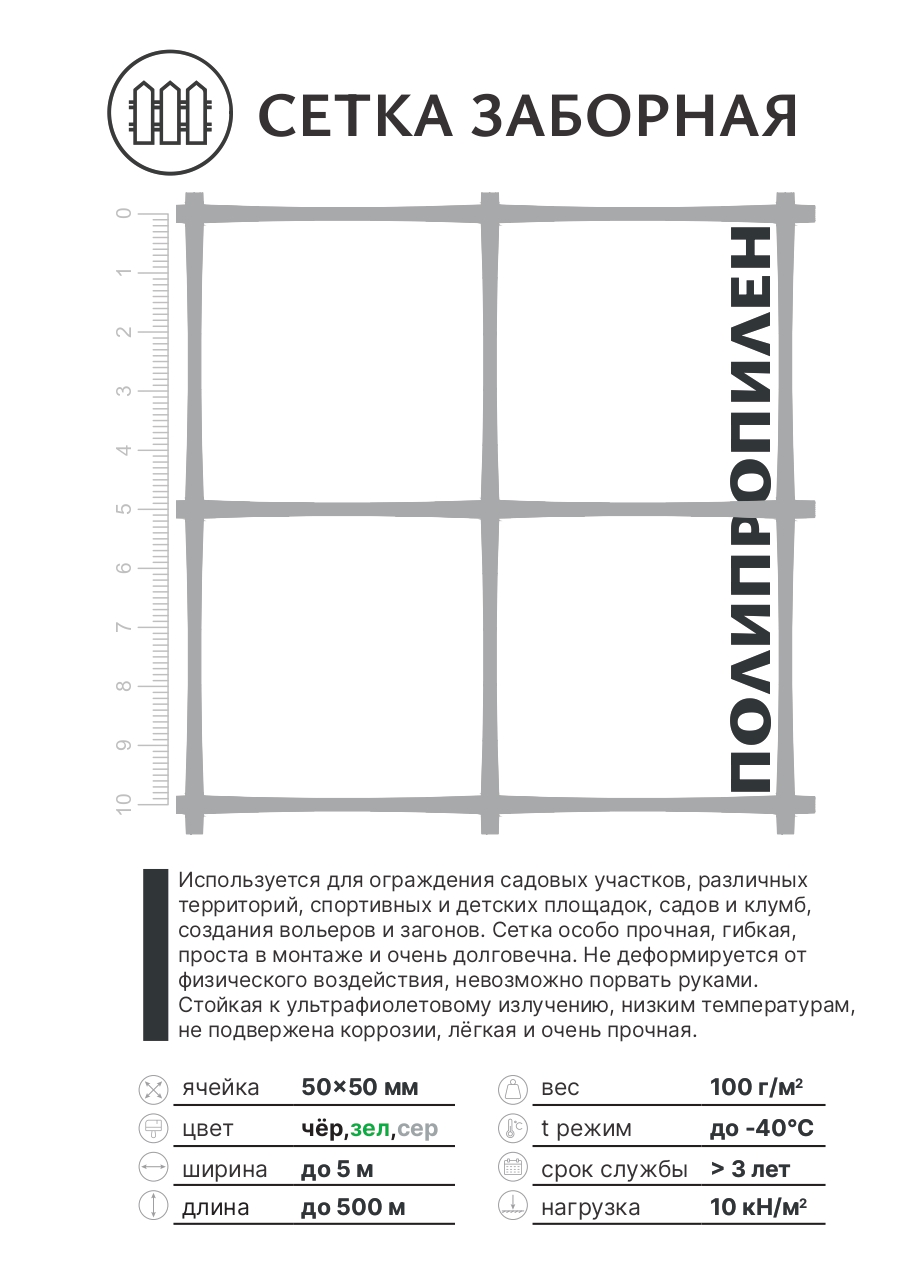 СЕТКА ЗАБОРНАЯ
0
1
2
3
4
5
6
7
8
9
10
ПОЛИПРОПИЛЕН
Используется для ограждения садовых участков, различных
территорий, спортивных и детских площадок, садов и клумб,
создания вольеров и загонов. Сетка особо прочная, гибкая,
проста в монтаже и очень долговечна. Не деформируется от
физического воздействия, невозможно порвать руками.
Стойкая к ультрафиолетовому излучению, низким температурам,
не подвержена коррозии, лёгкая и очень прочная.
ячейка 50×50 мм
цвет чёр,зел,сер
ширина до 5 м
длина до 500 м
вес 100 г/м²
°C
t режим до -40°C
срок службы > 3 лет
нагрузка 10 кН/м²